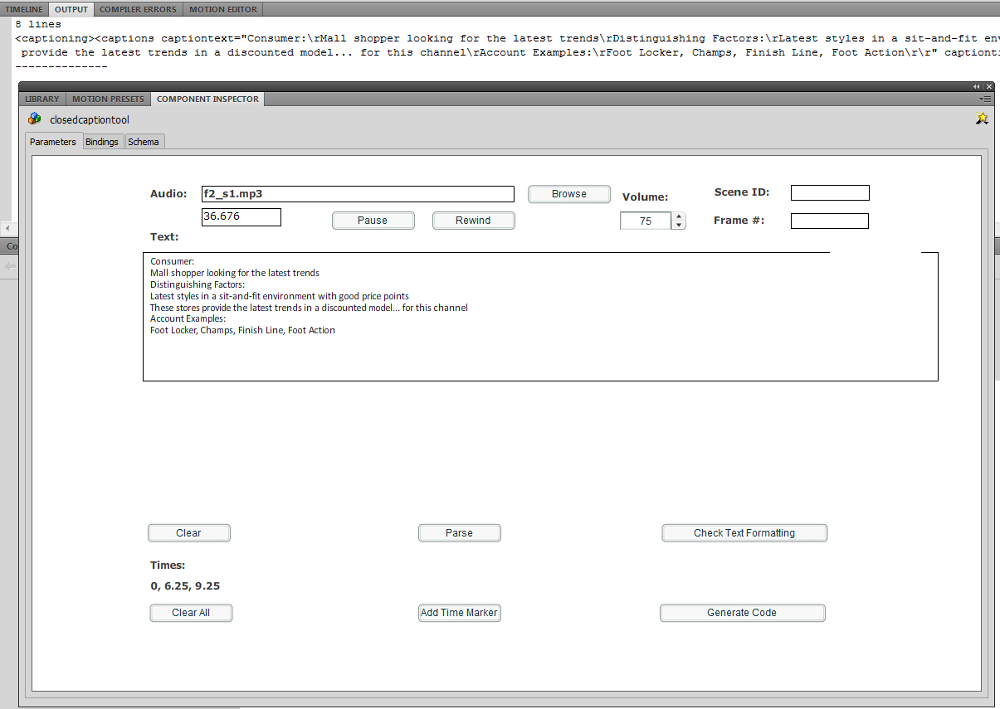 TIMELINE OUTPUT COMPILER ERRORS MOTION EDITOR
8 lines
<captioning><captions captiontext="Consumer:\rMall shopper looking for the latest trends\rDistinguishing Factors:\rLatest styles in a sit-and-fit
provide the latest trends in a discounted model... for this channel\rAccount Examples:\rFoot Locker, Champs, Finish Line, Foot Action\r\r"
--------------
LIBRARY MOTION PRESETS COMPONENT INSPECTOR
closedcaptiontool
Parameters Bindings Schema
Audio: f2_s1.mp3 Browse Volume: Scene ID:
36.676 Pause Rewind 75 Frame #:
Text:
Co
Consumer:
Mall shopper looking for the latest trends
Distinguishing Factors:
Latest styles in a sit-and-fit environment with good price points
These stores provide the latest trends in a discounted model... for this channel
Account Examples:
Foot Locker, Champs, Finish Line, Foot Action
Clear Parse Check Text Formatting
Times:
0, 6.25, 9.25
Clear All Add Time Marker Generate Code